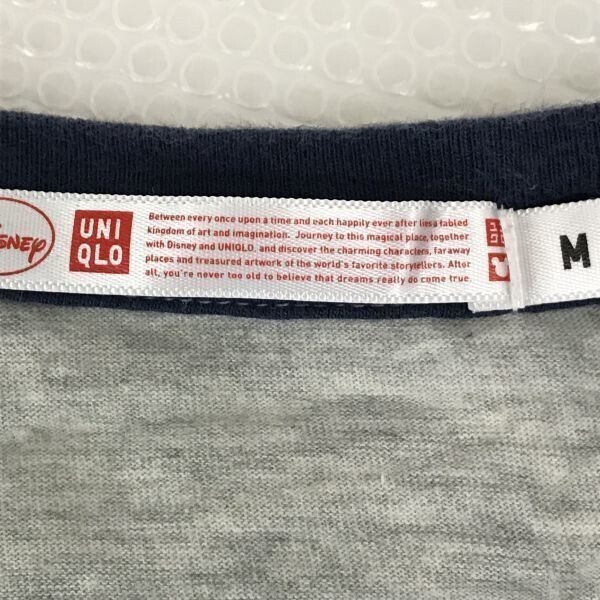 Disney
UNI
QLO
Between every once upon a time and each happily ever after lies a fabled
kingdom of art and imagination. Journey to this magical place, together
with Disney and UNIQLO, and discover the charming characters, faraway
places and treasured artwork of the world's favorite storytellers. After
all, you're never too old to believe that dreams really do come true.
M